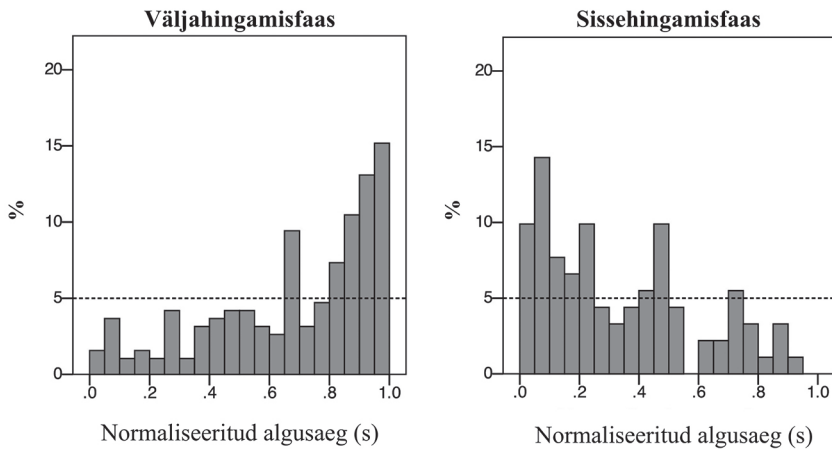 Väljahingamisfaas
%
20
15
10
5
0
.0 .2 .4 .6 .8 1.0
Normaliseeritud algusaeg (s)
Sissehingamisfaas
%
20
15
10
5
0
.0 .2 .4 .6 .8 1.0
Normaliseeritud algusaeg (s)